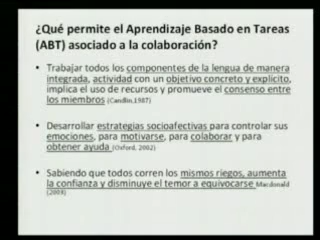 ¿Qué permite el Aprendizaje Basado en Tareas
(ABT) asociado a la colaboración?
• Trabajar todos los componentes de la lengua de manera
integrada, actividad con un objetivo concreto y explícito,
implica el uso de recursos y promueve el consenso entre
los miembros (Candlin,1987)
• Desarrollar estrategias socioafectivas para controlar sus
emociones, para motivarse, para colaborar y para
obtener ayuda (Oxford, 2002)
• Sabiendo que todos corren los mismos riegos, aumenta
la confianza y disminuye el temor a equivocarse Macdonald
(2003)